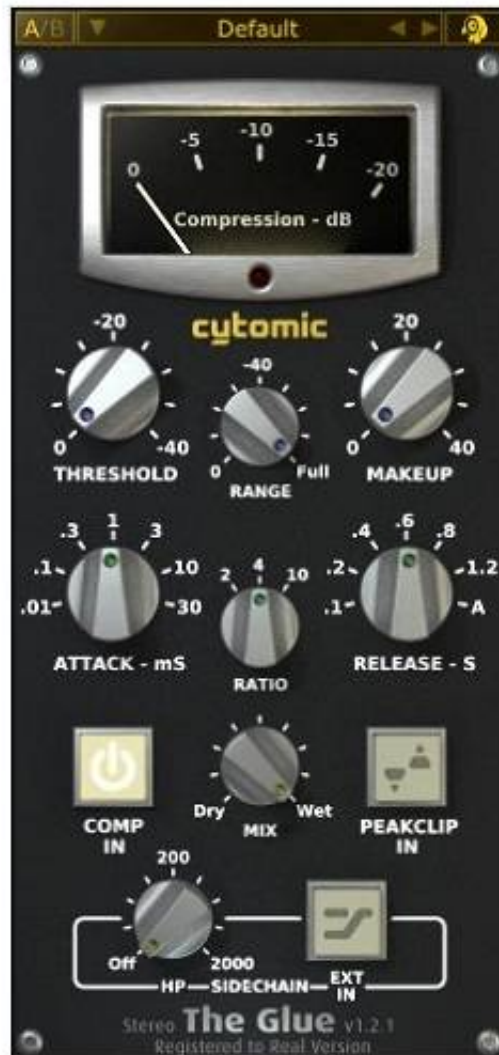 A/B Default
-5 -10 -15
0 -20
Compression - dB
cytomic
-20 20
-40
0 -40 0 Full 0 40
THRESHOLD RANGE MAKEUP
.3 1 3 .4 .6 .8
.1 10 2 4 10 .2 1.2
.01 30 .1 A
ATTACK - mS RATIO RELEASE - S
Dry Wet
COMP MIX PEAKCLIP
IN IN
200
Off 2000
HP SIDECHAIN EXT
IN
Stereo The Glue v1.2.1
Registered to Real Version